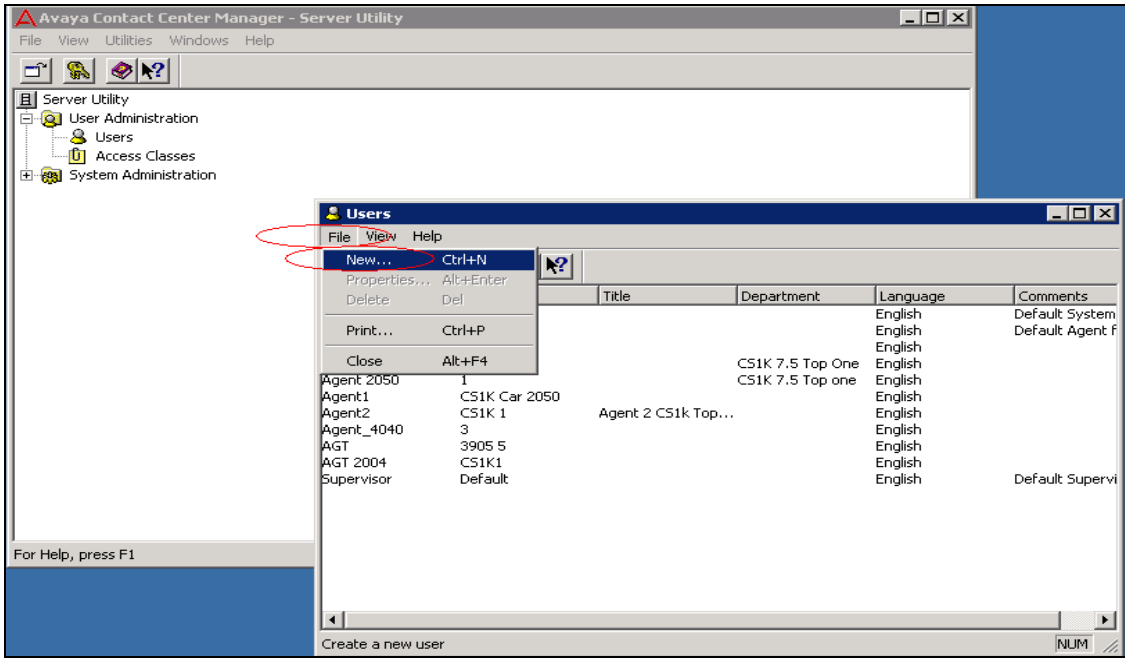 Avaya Contact Center Manager - Server Utility
File View Utilities Windows Help
Server Utility
User Administration
Users
Access Classes
System Administration
Users
File View Help
New... Ctrl+N
Properties... Alt+Enter
Delete Del
Print... Ctrl+P
Close Alt+F4
Title Department Language Comments
English Default System
English Default Agent f
English
CS1K 7.5 Top One English
Agent 2050 1 CS1K 7.5 Top one English
Agent1 CS1K Car 2050 English
Agent2 CS1K 1 Agent 2 CS1k Top... English
Agent_4040 3 English
AGT 3905 5 English
AGT 2004 CS1K1 English
Supervisor Default English Default Supervi
For Help, press F1
Create a new user NUM